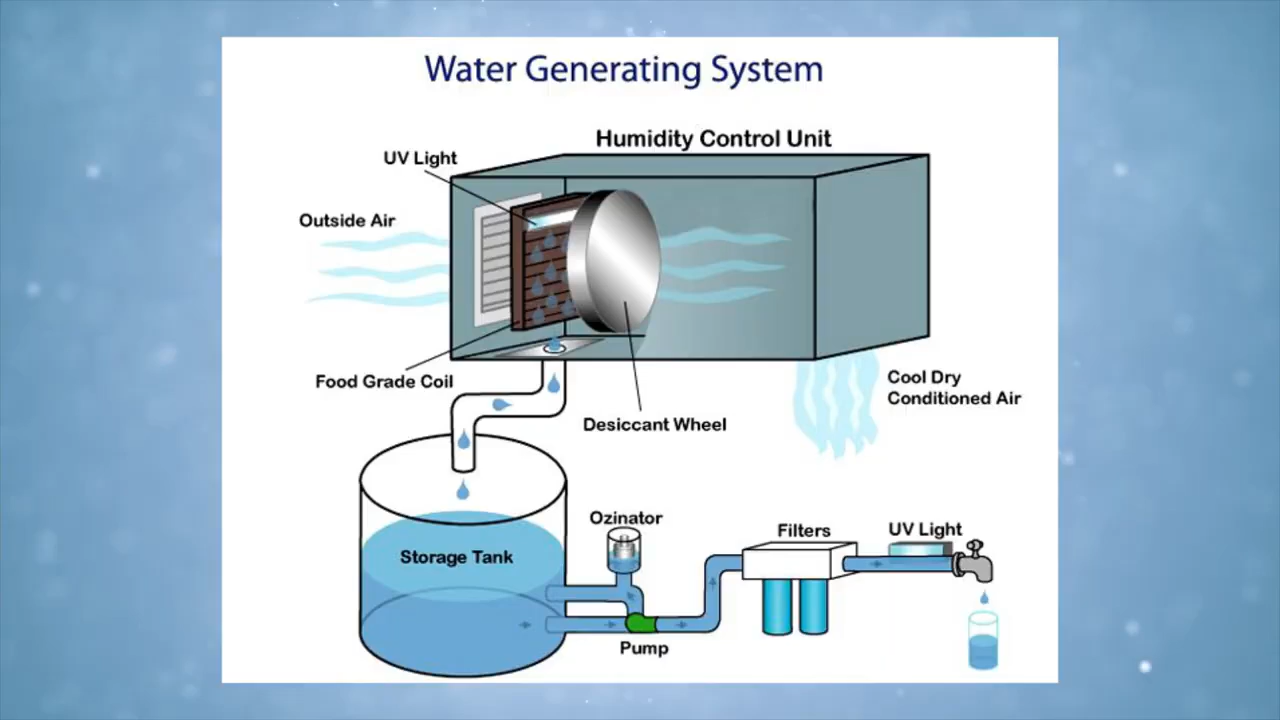 Water Generating System
Humidity Control Unit
UV Light
Outside Air
Food Grade Coil
Desiccant Wheel
Cool Dry
Conditioned Air
Storage Tank
Ozinator
Pump
Filters
UV Light